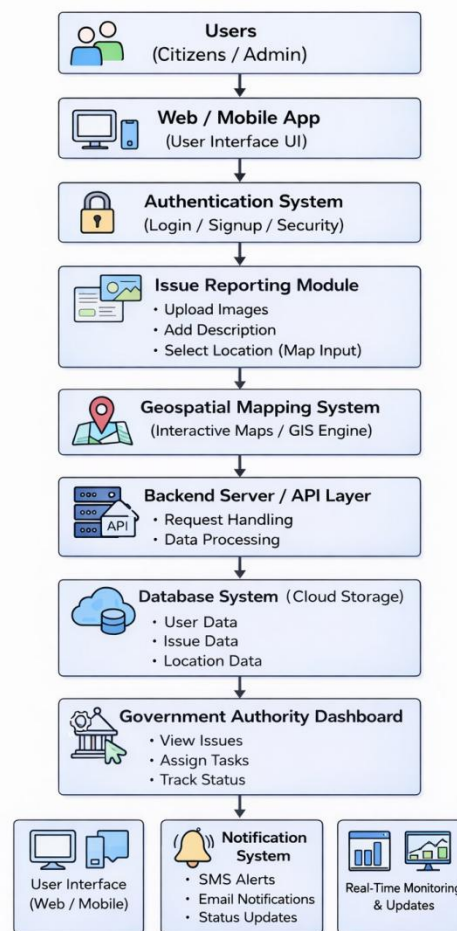 Users
(Citizens / Admin)
Web / Mobile App
(User Interface UI)
Authentication System
(Login / Signup / Security)
Issue Reporting Module
• Upload Images
• Add Description
• Select Location (Map Input)
Geospatial Mapping System
(Interactive Maps / GIS Engine)
Backend Server / API Layer
API
• Request Handling
• Data Processing
Database System (Cloud Storage)
• User Data
• Issue Data
• Location Data
Government Authority Dashboard
• View Issues
• Assign Tasks
• Track Status
User Interface
(Web / Mobile)
Notification
System
• SMS Alerts
• Email Notifications
• Status Updates
Real-Time Monitoring
& Updates